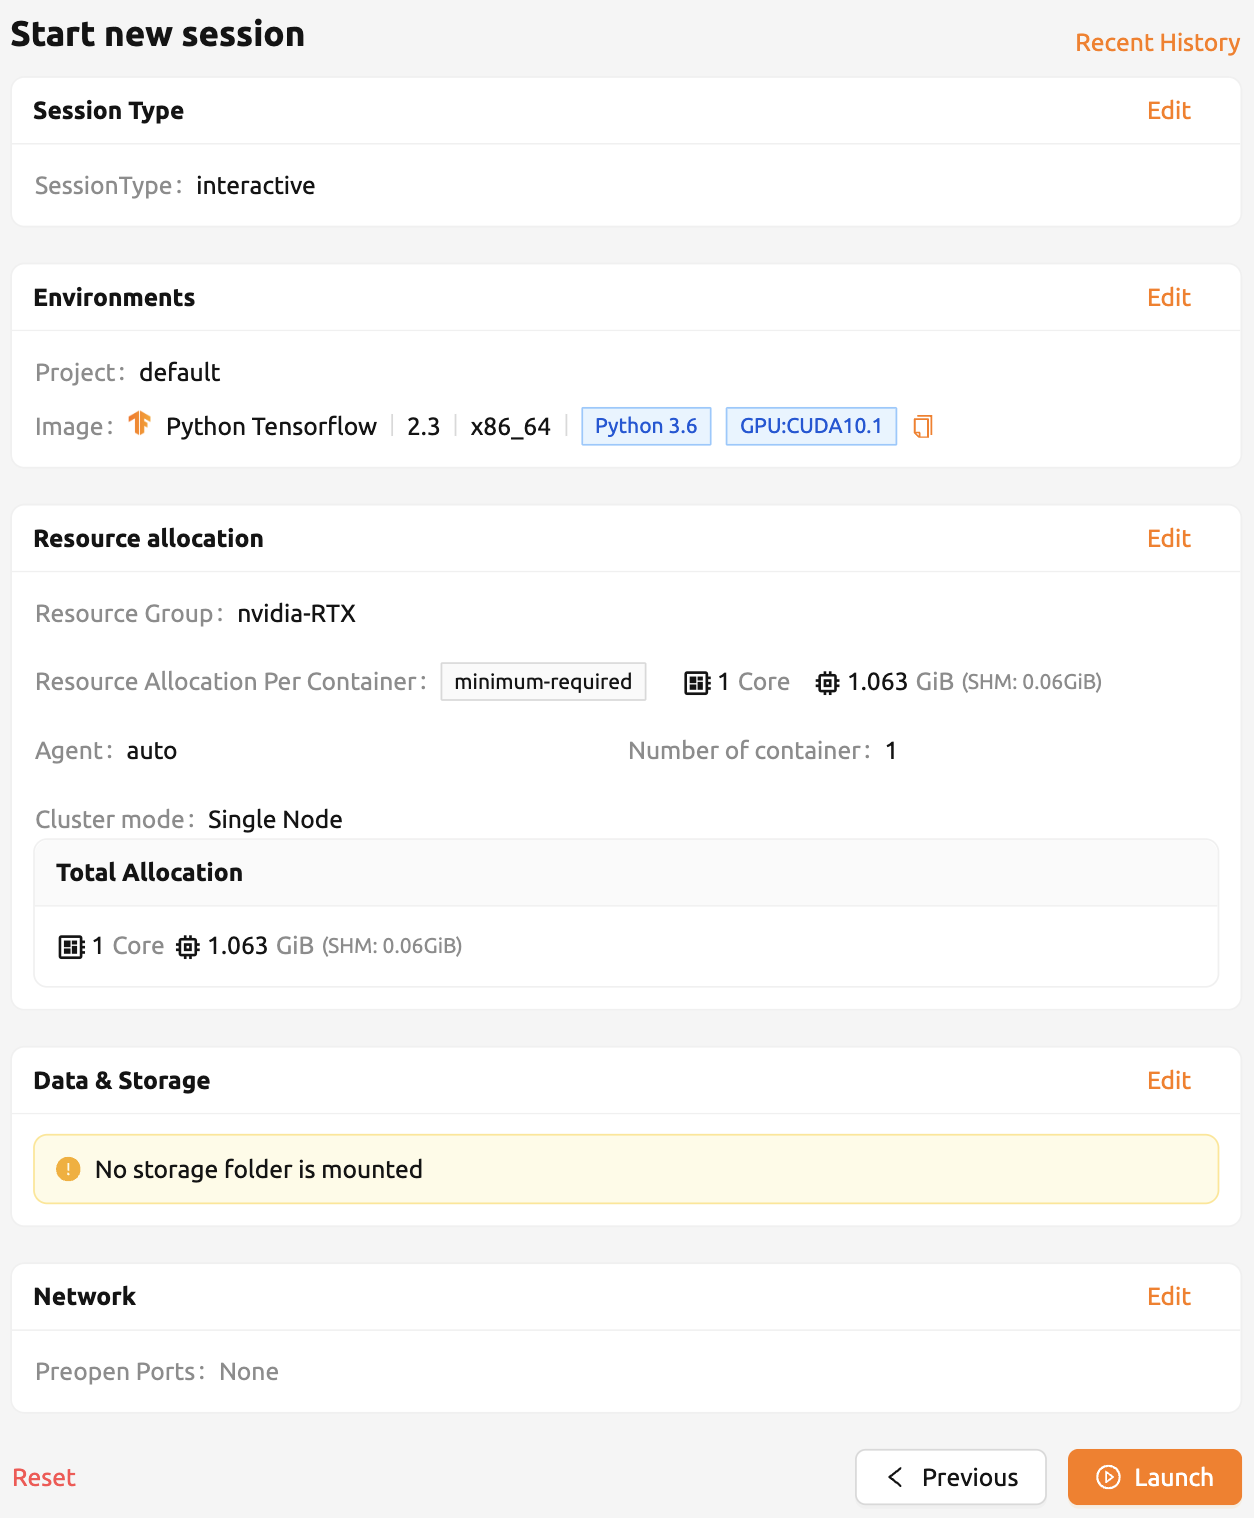 Start new session
Recent History
Session Type
Edit
SessionType: interactive
Environments
Edit
Project: default
Image: Python Tensorflow 2.3 x86_64 Python 3.6 GPU:CUDA10.1
Resource allocation
Edit
Resource Group: nvidia-RTX
Resource Allocation Per Container: minimum-required 1 Core 1.063 GiB (SHM: 0.06GiB)
Agent: auto
Number of container: 1
Cluster mode: Single Node
Total Allocation
1 Core 1.063 GiB (SHM: 0.06GiB)
Data & Storage
Edit
No storage folder is mounted
Network
Edit
Preopen Ports: None
Reset
Previous
Launch